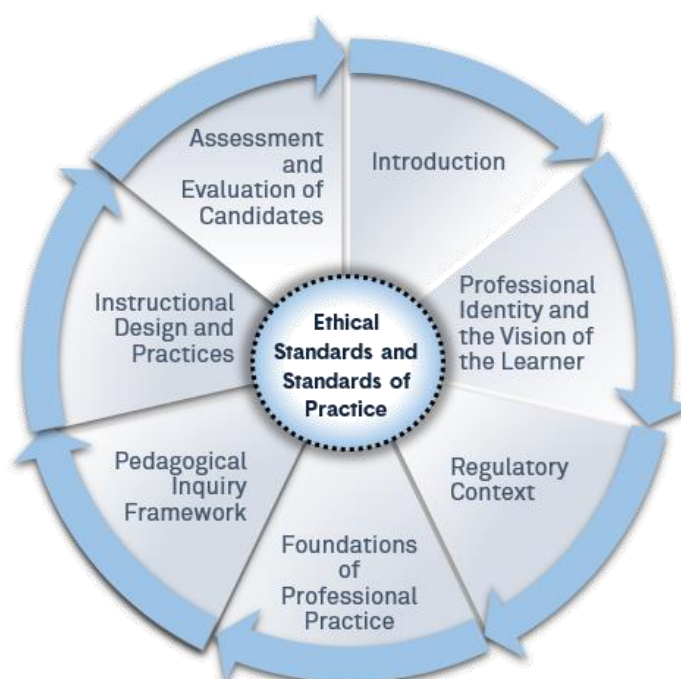 Assessment
and
Evaluation of
Candidates
Introduction
Professional
Identity and
the Vision of
the Learner
Regulatory
Context
Foundations
of
Professional
Practice
Pedagogical
Inquiry
Framework
Instructional
Design and
Practices
Ethical
Standards and
Standards of
Practice